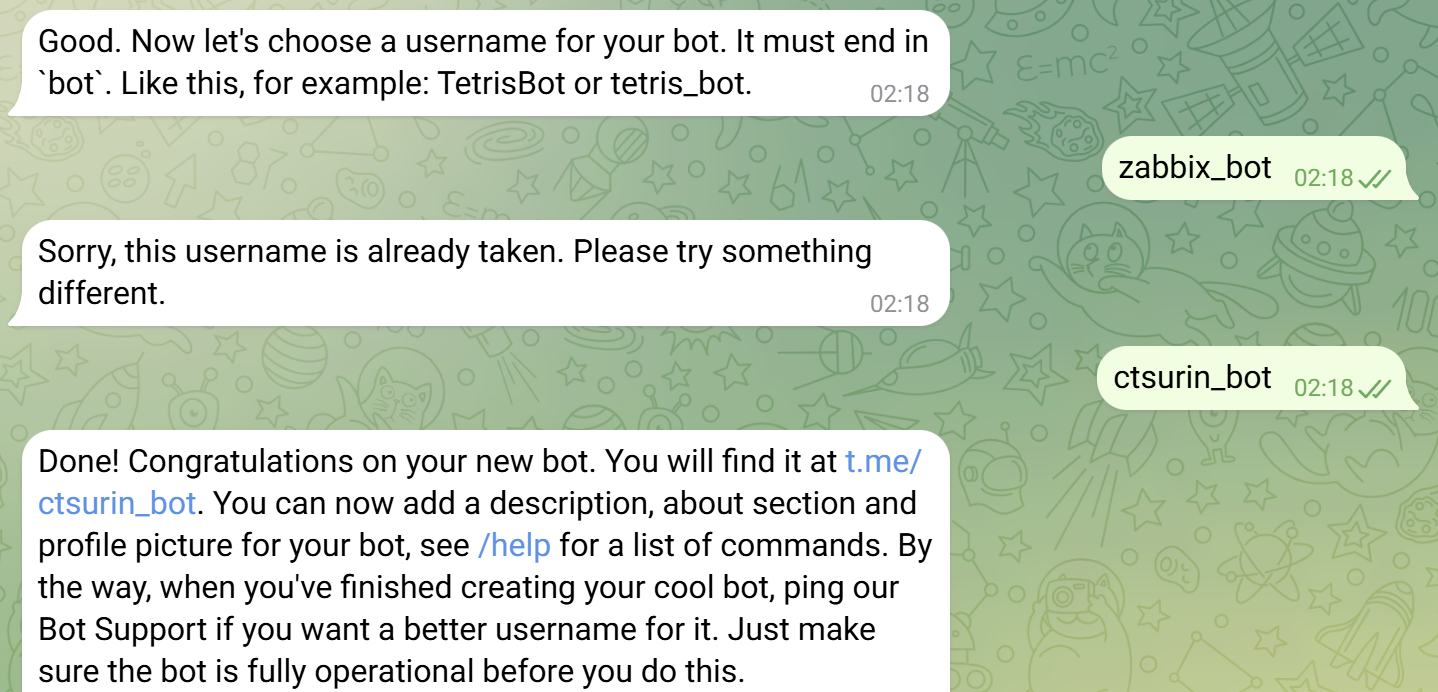 Good. Now let's choose a username for your bot. It must end in
`bot`. Like this, for example: TetrisBot or tetris_bot.
02:18
zabbix_bot 02:18
Sorry, this username is already taken. Please try something
different.
02:18
ctsurin_bot 02:18
Done! Congratulations on your new bot. You will find it at t.me/
ctsurin_bot. You can now add a description, about section and
profile picture for your bot, see /help for a list of commands. By
the way, when you've finished creating your cool bot, ping our
Bot Support if you want a better username for it. Just make
sure the bot is fully operational before you do this.